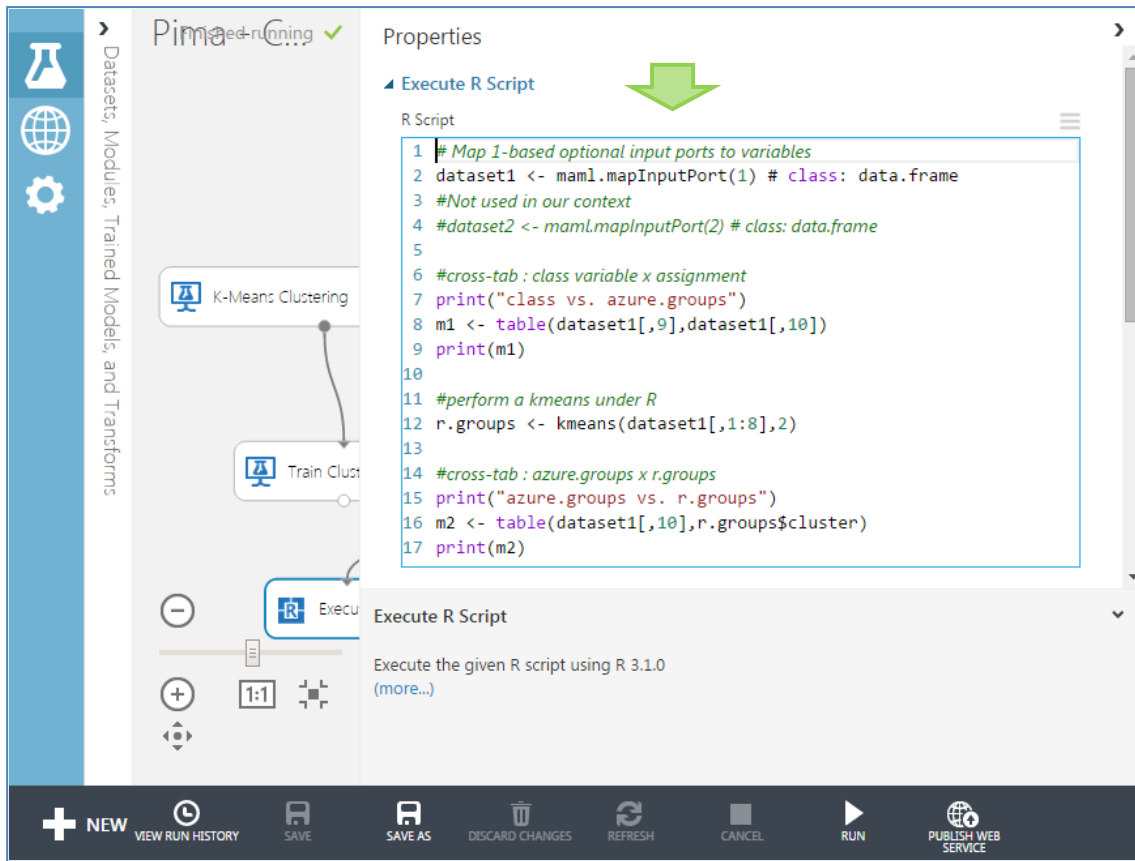 Pima - C...
Finished running
Datasets, Modules, Trained Models, and Transforms
K-Means Clustering
Train Clust
Execu
Properties
Execute R Script
R Script
1 # Map 1-based optional input ports to variables
2 dataset1 <- maml.mapInputPort(1) # class: data.frame
3 #Not used in our context
4 #dataset2 <- maml.mapInputPort(2) # class: data.frame
5
6 #cross-tab : class variable x assignment
7 print("class vs. azure.groups")
8 m1 <- table(dataset1[,9],dataset1[,10])
9 print(m1)
10
11 #perform a kmeans under R
12 r.groups <- kmeans(dataset1[,1:8],2)
13
14 #cross-tab : azure.groups x r.groups
15 print("azure.groups vs. r.groups")
16 m2 <- table(dataset1[,10],r.groups$cluster)
17 print(m2)
Execute R Script
Execute the given R script using R 3.1.0
(more...)
1:1
NEW
VIEW RUN HISTORY
SAVE
SAVE AS
DISCARD CHANGES
REFRESH
CANCEL
RUN
PUBLISH WEB
SERVICE